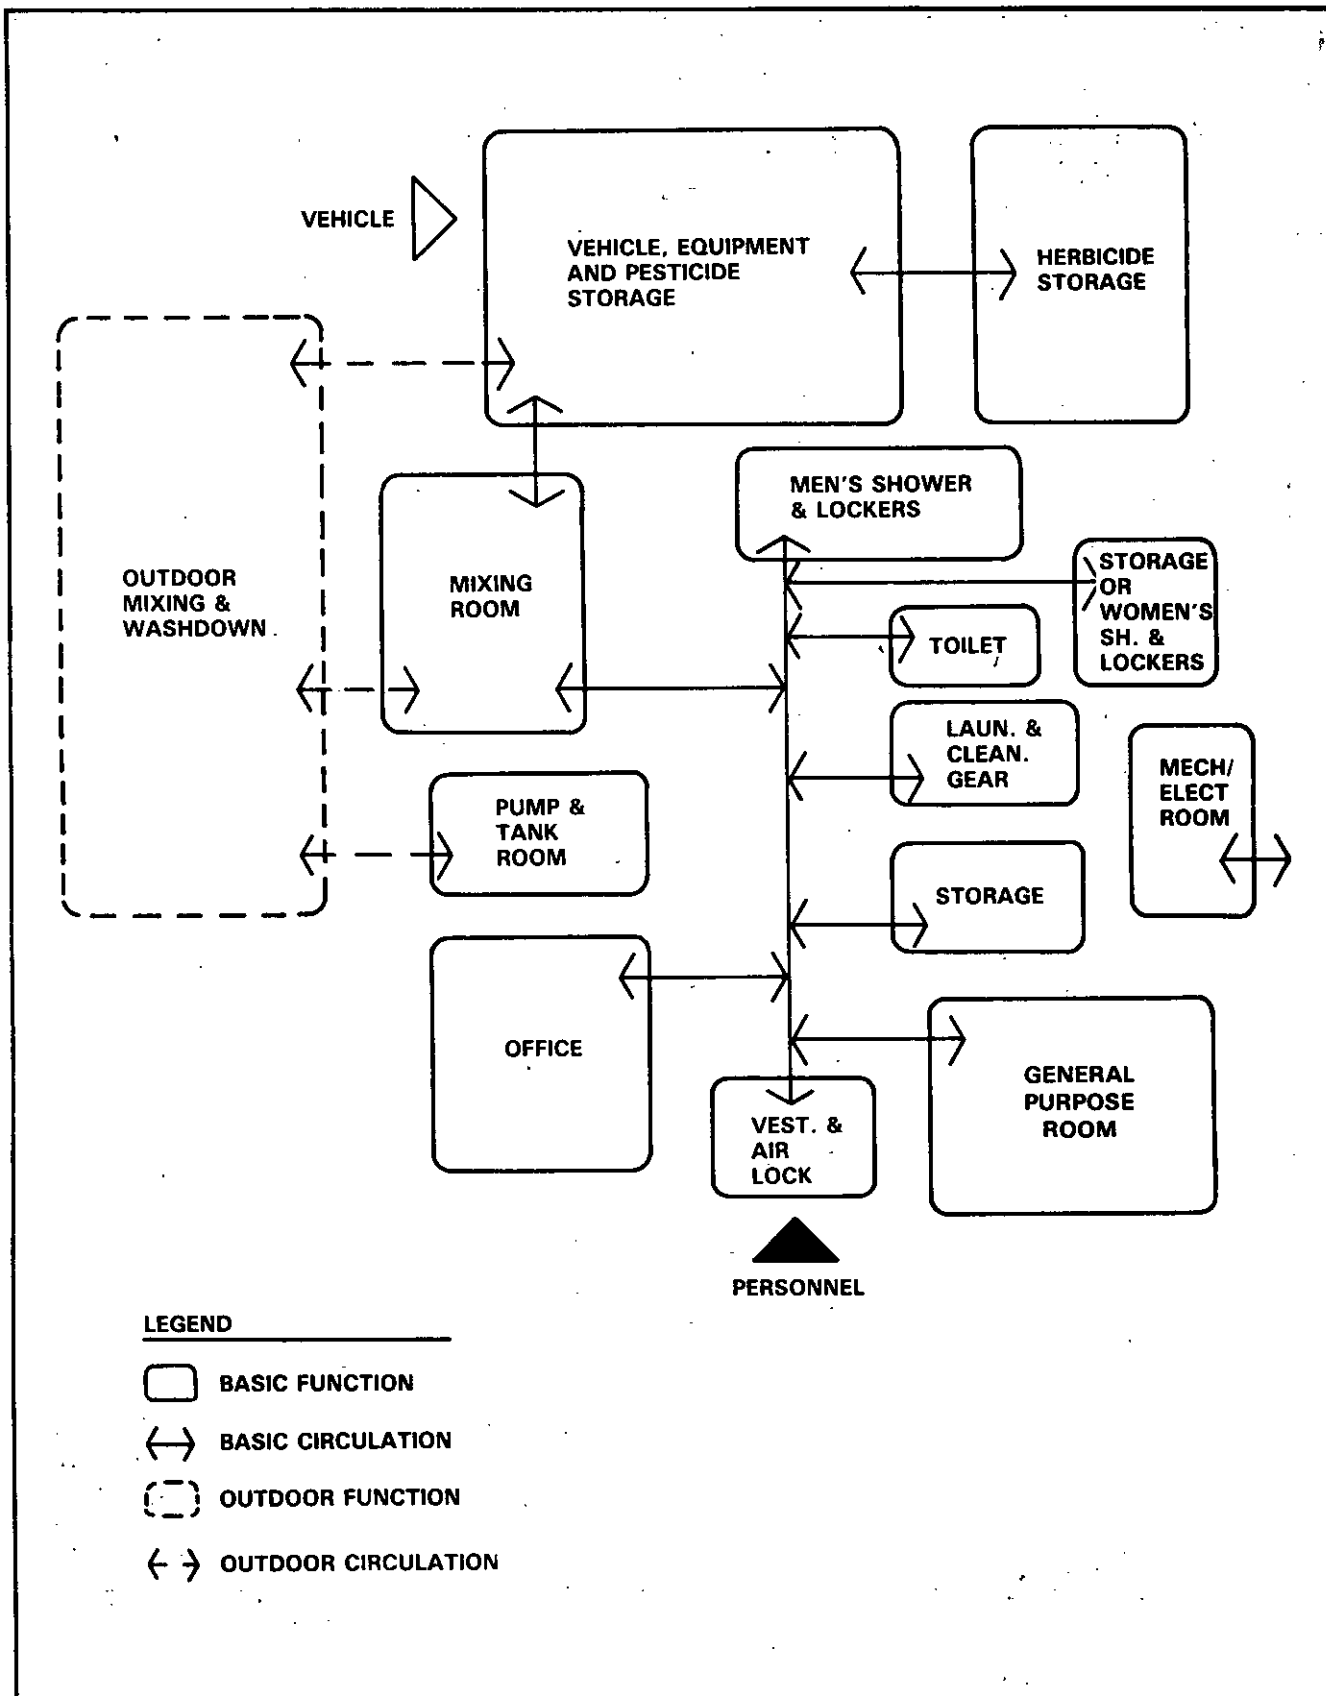 VEHICLE
VEHICLE, EQUIPMENT
AND PESTICIDE
STORAGE
HERBICIDE
STORAGE
MEN'S SHOWER
& LOCKERS
OUTDOOR
MIXING &
WASHDOWN
MIXING
ROOM
STORAGE
OR
WOMEN'S
SH. &
LOCKERS
TOILET
LAUN. &
CLEAN.
GEAR
MECH/
ELECT
ROOM
PUMP &
TANK
ROOM
STORAGE
OFFICE
GENERAL
PURPOSE
ROOM
VEST. &
AIR
LOCK
PERSONNEL
LEGEND
BASIC FUNCTION
BASIC CIRCULATION
OUTDOOR FUNCTION
OUTDOOR CIRCULATION